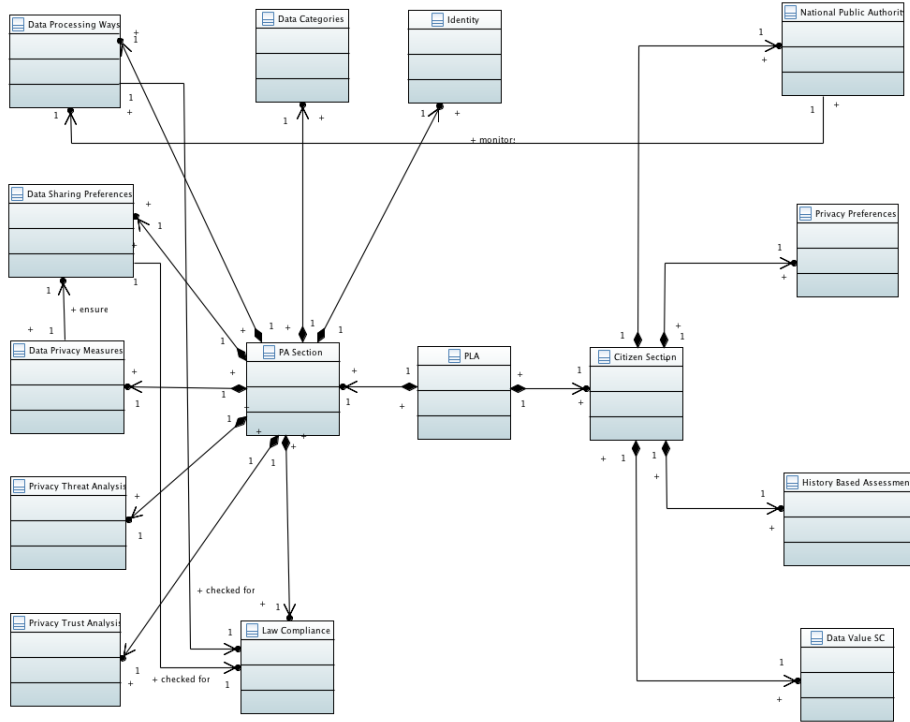 Data Processing Ways
Data Categories
Identity
National Public Authorit
+ monitors
Data Sharing Preferences
Privacy Preferences
+ ensure
Data Privacy Measures
PA Section
PLA
Citizen Section
Privacy Threat Analysis
History Based Assessmen
+ checked for
Privacy Trust Analysis
Law Compliance
Data Value SC
+ checked for